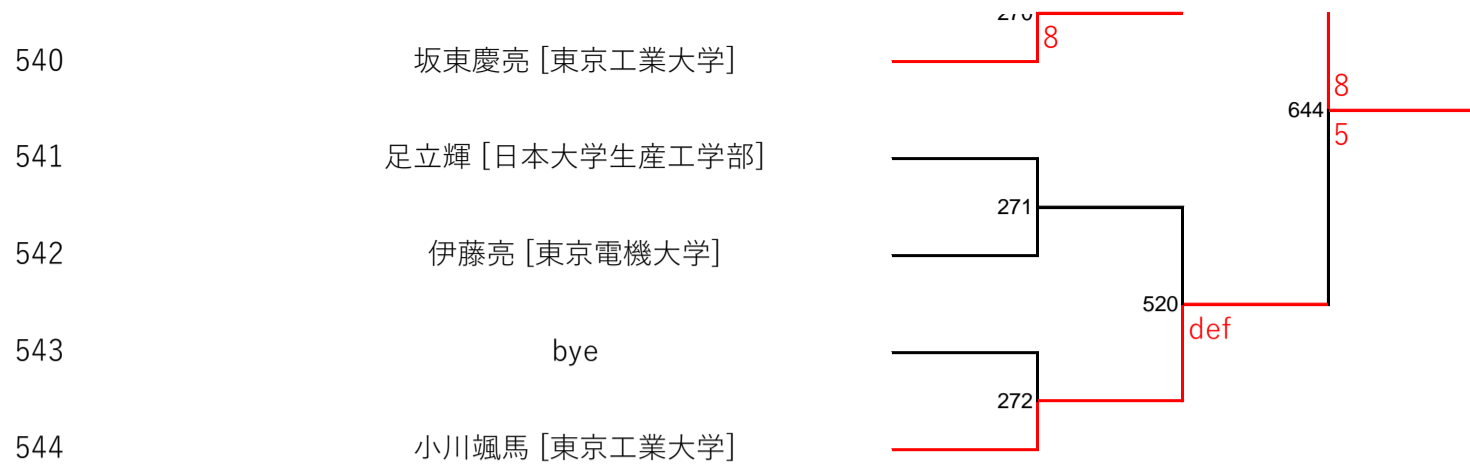 540 坂東慶亮 [東京工業大学] 8
8
644
5
541 足立輝 [日本大学生産工学部]
271
542 伊藤亮 [東京電機大学]
520
def
543 bye
272
544 小川颯馬 [東京工業大学]